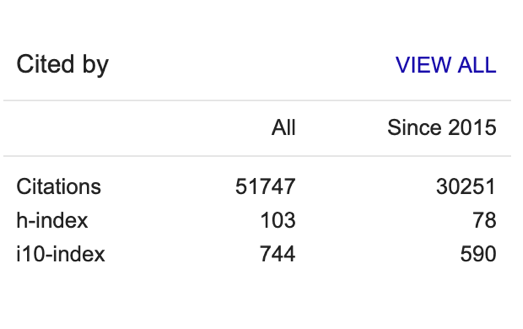 Cited by VIEW ALL
All Since 2015
Citations 51747 30251
h-index 103 78
i10-index 744 590